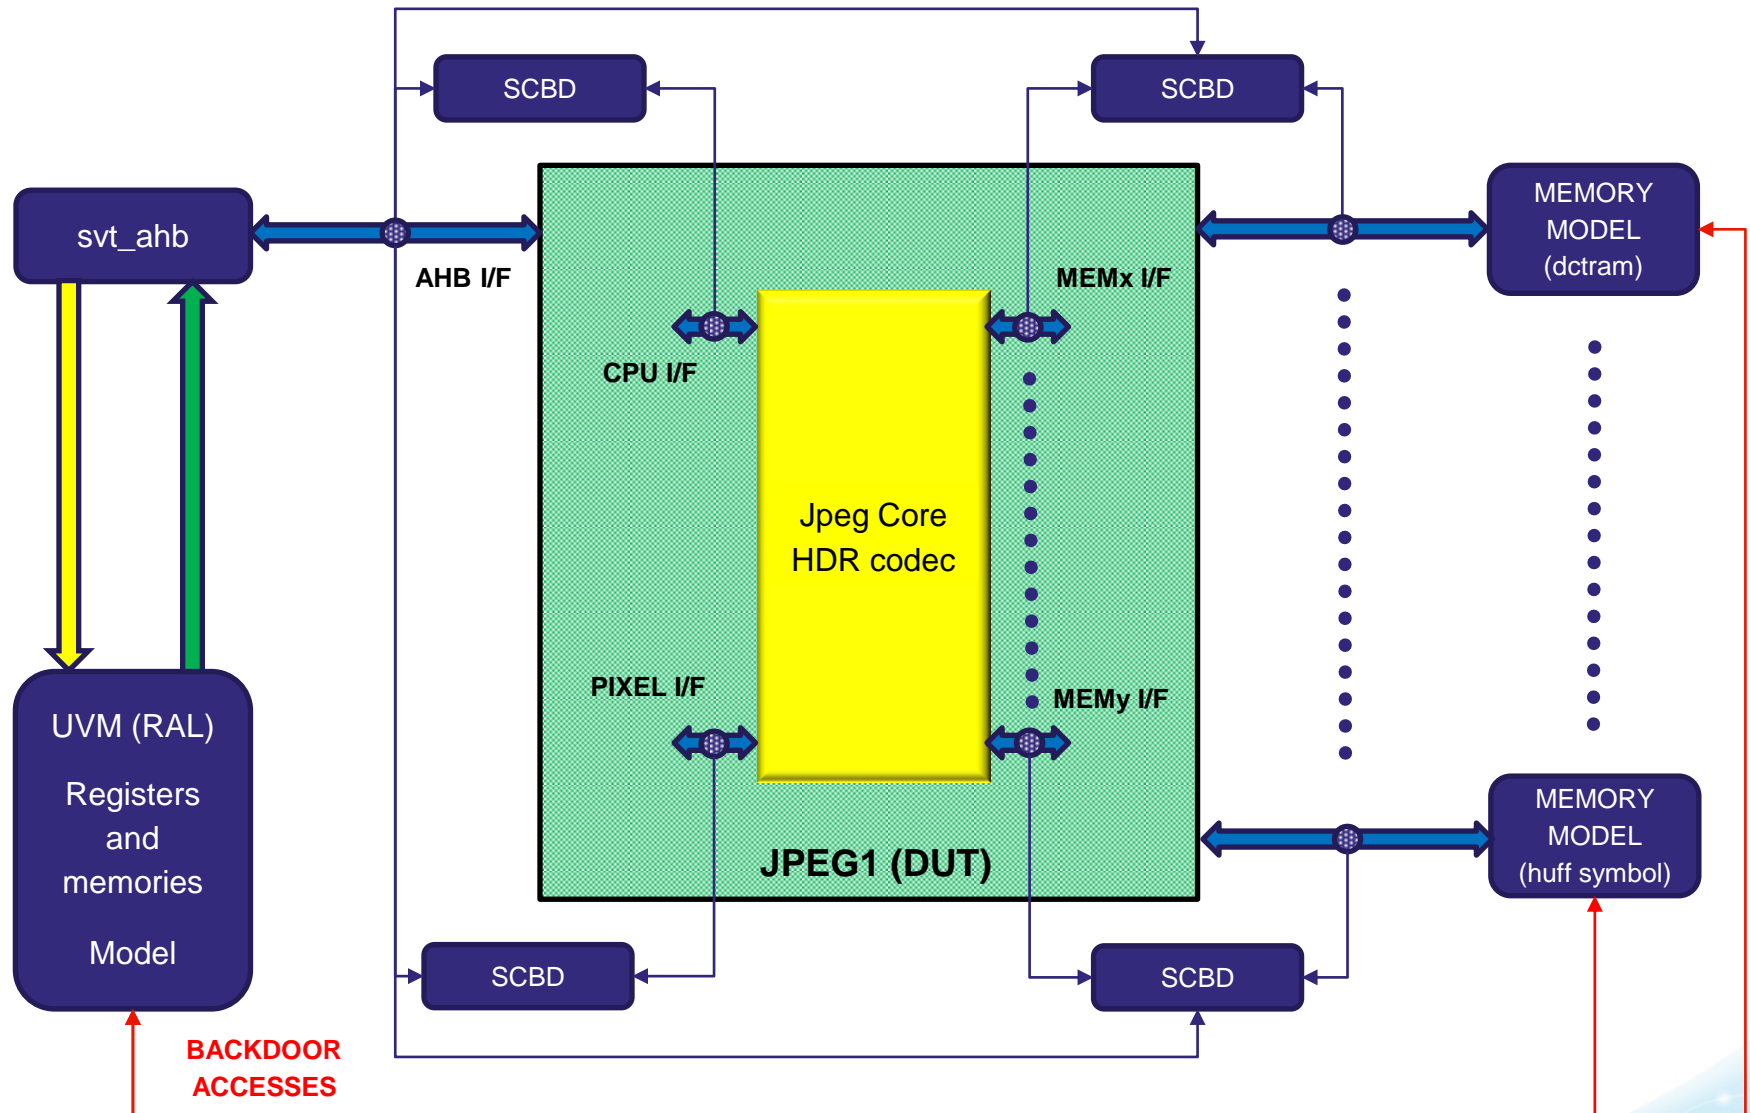 SCBD
SCBD
svt_ahb
AHB I/F
MEMx I/F
MEMORY
MODEL
(dctram)
CPU I/F
Jpeg Core
HDR codec
PIXEL I/F
MEMy I/F
UVM (RAL)
Registers
and
memories
Model
JPEG1 (DUT)
MEMORY
MODEL
(huff symbol)
SCBD
SCBD
BACKDOOR
ACCESSES